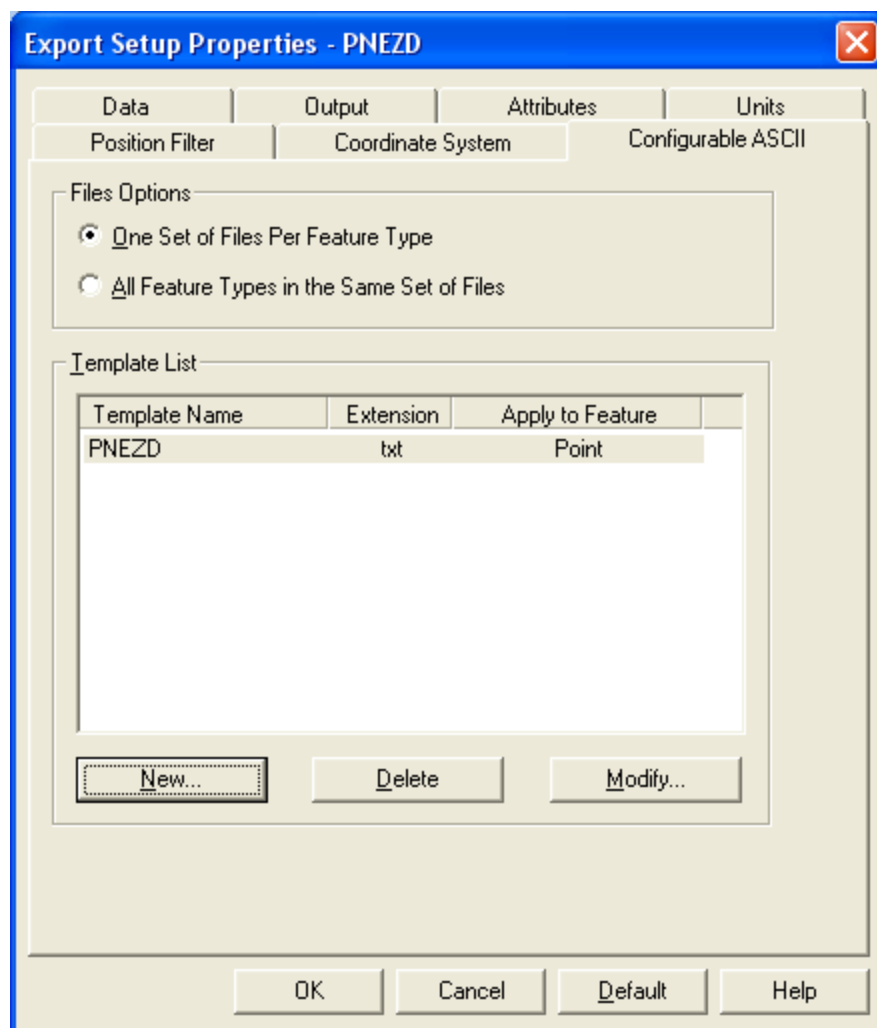 Export Setup Properties - PNEZD
Data Output Attributes Units
Position Filter Coordinate System Configurable ASCII
Files Options
One Set of Files Per Feature Type
All Feature Types in the Same Set of Files
Template List
Template Name Extension Apply to Feature
PNEZD txt Point
New... Delete Modify...
OK Cancel Default Help